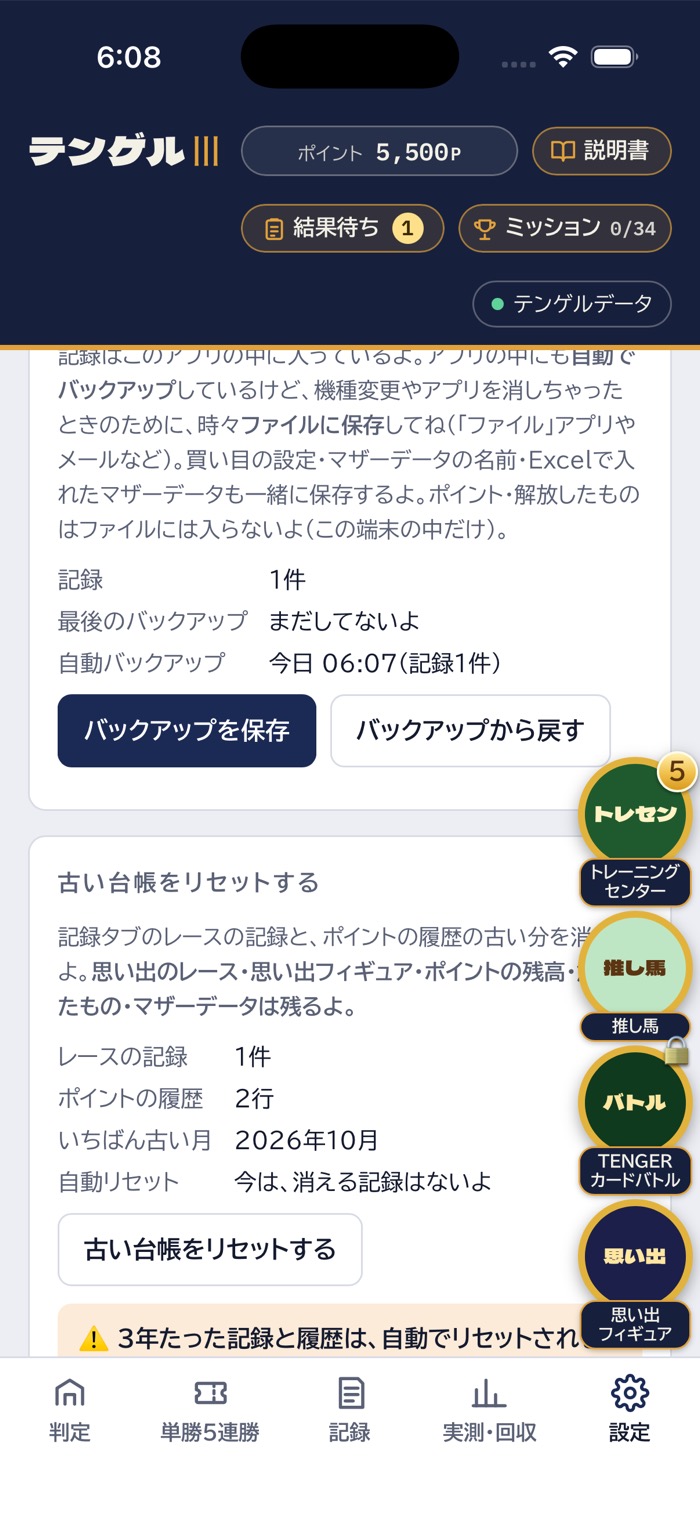 6:08
テンゲル
ポイント 5,500P
説明書
結果待ち 1
ミッション 0/34
テンゲルデータ
記録はこのアプリの中に入っているよ。アプリの中にも自動で
バックアップしているけど、機種変更やアプリを消しちゃった
ときのために、時々ファイルに保存してね(「ファイル」アプリや
メールなど)。買い目の設定・マザーデータの名前・Excelで入
れたマザーデータも一緒に保存するよ。ポイント・解放したもの
はファイルには入らないよ(この端末の中だけ)。
記録 1件
最後のバックアップ まだしてないよ
自動バックアップ 今日 06:07(記録1件)
バックアップを保存
バックアップから戻す
5
トレセン
トレーニング
センター
古い台帳をリセットする
記録タブのレースの記録と、ポイントの履歴の古い分を消
よ。思い出のレース・思い出フィギュア・ポイントの残高・
たもの・マザーデータは残るよ。
推し馬
推し馬
レースの記録 1件
ポイントの履歴 2行
いちばん古い月 2026年10月
自動リセット 今は、消える記録はないよ
バトル
TENGER
カードバトル
古い台帳をリセットする
思い出
思い出
フィギュア
3年たった記録と履歴は、自動でリセットされ
判定
単勝5連勝
記録
実測・回収
設定